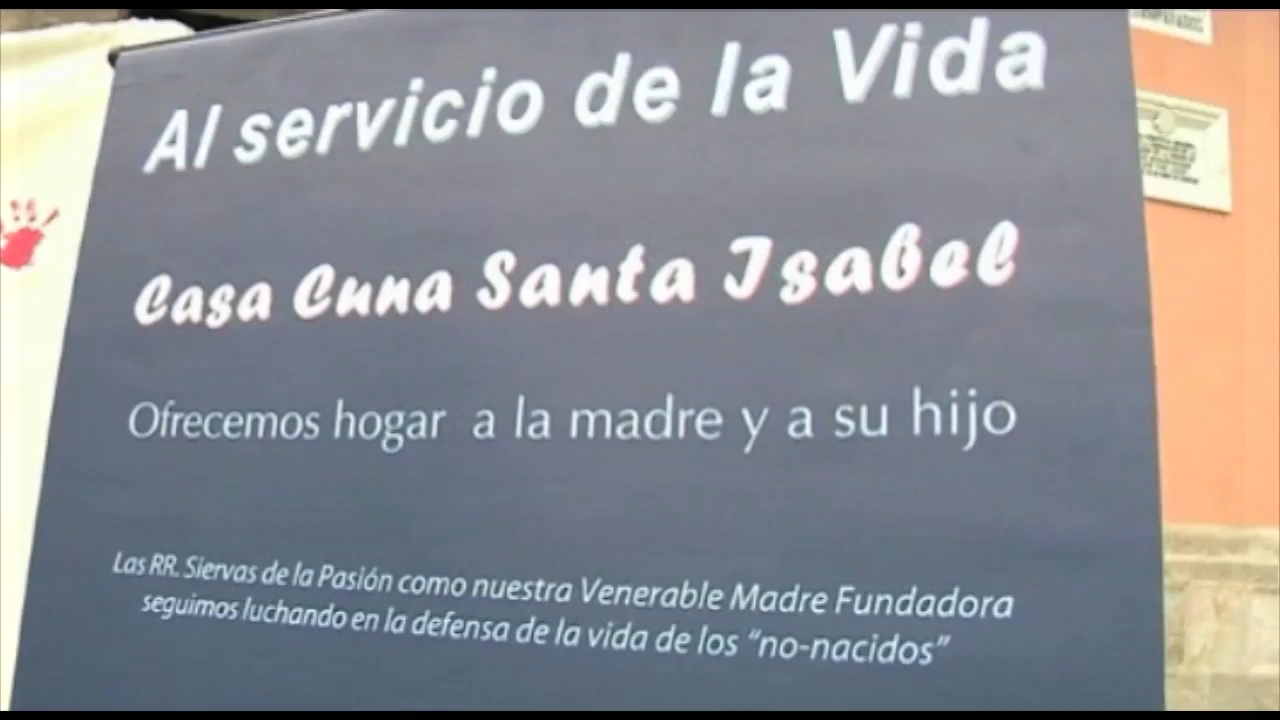 Al servicio de la Vida
Casa Cuna Santa Isabel
Ofrecemos hogar a la madre y a su hijo
Las RR. Siervas de la Pasión como nuestra Venerable Madre Fundadora
seguimos luchando en la defensa de la vida de los "no-nacidos"